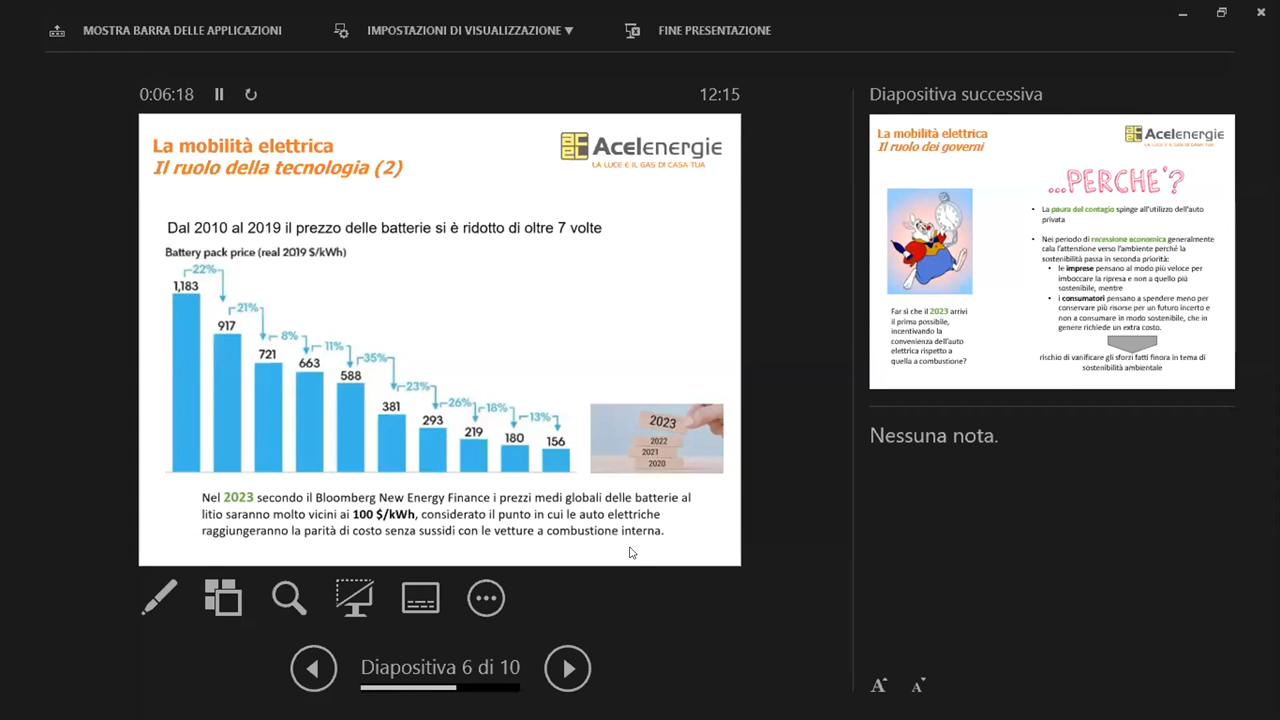 MOSTRA BARRA DELLE APPLICAZIONI
IMPOSTAZIONI DI VISUALIZZAZIONE ▼
FINE PRESENTAZIONE
0:06:18
12:15
La mobilità elettrica
Il ruolo della tecnologia (2)
Acelenergie
LA LUCE E IL GAS DI CASA TUA
Dal 2010 al 2019 il prezzo delle batterie si è ridotto di oltre 7 volte
Battery pack price (real 2019 $/kWh)
22%
1,183
21%
917
8%
721
11%
663
35%
588
23%
381
26%
293
18%
219
13%
180
156
2023
2022
2021
2020
Nel 2023 secondo il Bloomberg New Energy Finance i prezzi medi globali delle batterie al
litio saranno molto vicini ai 100 $/kWh, considerato il punto in cui le auto elettriche
raggiungeranno la parità di costo senza sussidi con le vetture a combustione interna.
Diapositiva 6 di 10
Diapositiva successiva
La mobilità elettrica
Il ruolo dei governi
Acelenergie
LA LUCE E IL GAS DI CASA TUA
...PERCHE'?
• La paura del contagio spinge all'utilizzo dell'auto
privata
• Nei periodo di recessione economica generalmente
cala l'attenzione verso l'ambiente perché la
sostenibilità passa in seconda priorità:
• le imprese pensano al modo più veloce per
imboccare la ripresa e non a quello più
sostenibile, mentre
• i consumatori pensano a spendere meno per
conservare più risorse per un futuro incerto e
non a consumare in modo sostenibile, che in
genere richiede un extra costo.
Far sì che il 2023 arrivi
il prima possibile,
incentivando la
convenienza dell'auto
elettrica rispetto a
quella a combustione?
rischio di vanificare gli sforzi fatti finora in tema di
sostenibilità ambientale
Nessuna nota.
A A